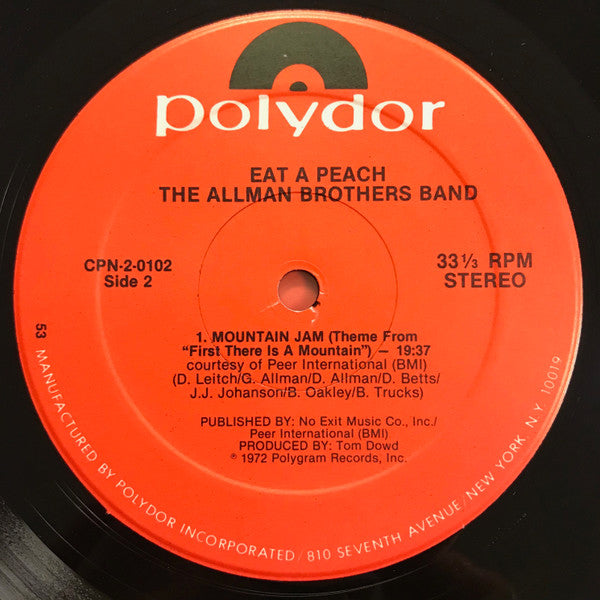 polydor
EAT A PEACH
THE ALLMAN BROTHERS BAND
CPN-2-0102
Side 2
33 1/3 RPM
STEREO
1. MOUNTAIN JAM (Theme From
"First There Is A Mountain") — 19:37
courtesy of Peer International (BMI)
(D. Leitch/G. Allman/D. Allman/D. Betts/
J.J. Johanson/B. Oakley/B. Trucks)
PUBLISHED BY: No Exit Music Co., Inc./
Peer International (BMI)
PRODUCED BY: Tom Dowd
℗ 1972 Polygram Records, Inc.
53 MANUFACTURED BY POLYDOR INCORPORATED/810 SEVENTH AVENUE/NEW YORK N.Y. 10019